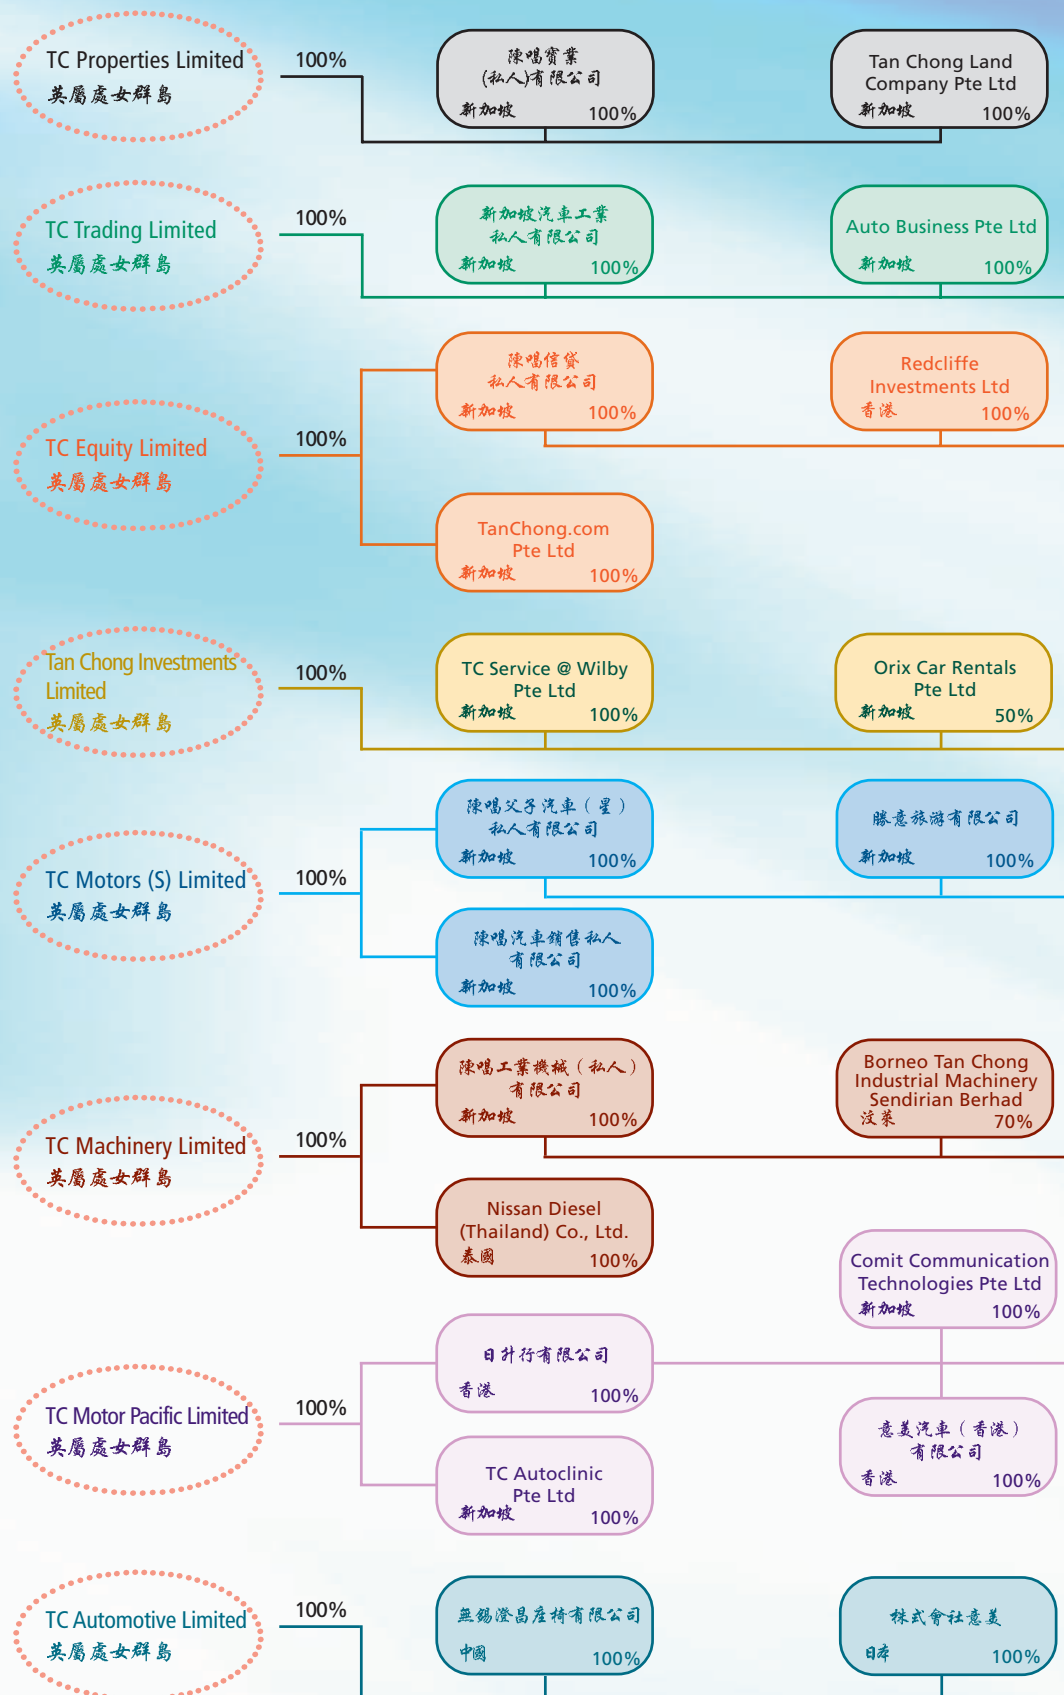 TC Properties Limited
英屬處女群島
100%
陳唱實業
(私人)有限公司
新加坡 100%
Tan Chong Land
Company Pte Ltd
新加坡 100%
TC Trading Limited
英屬處女群島
100%
新加坡汽車工業
私人有限公司
新加坡 100%
Auto Business Pte Ltd
新加坡 100%
TC Equity Limited
英屬處女群島
100%
陳唱信貸
私人有限公司
新加坡 100%
Redcliffe
Investments Ltd
香港 100%
TanChong.com
Pte Ltd
新加坡 100%
Tan Chong Investments
Limited
英屬處女群島
100%
TC Service @ Wilby
Pte Ltd
新加坡 100%
Orix Car Rentals
Pte Ltd
新加坡 50%
TC Motors (S) Limited
英屬處女群島
100%
陳唱父子汽車（星）
私人有限公司
新加坡 100%
勝意旅游有限公司
新加坡 100%
陳唱汽車銷售私人
有限公司
新加坡 100%
TC Machinery Limited
英屬處女群島
100%
陳唱工業機械（私人）
有限公司
新加坡 100%
Borneo Tan Chong
Industrial Machinery
Sendirian Berhad
汶萊 70%
Nissan Diesel
(Thailand) Co., Ltd.
泰國 100%
TC Motor Pacific Limited
英屬處女群島
100%
日升行有限公司
香港 100%
Comit Communication
Technologies Pte Ltd
新加坡 100%
意美汽車（香港）
有限公司
香港 100%
TC Autoclinic
Pte Ltd
新加坡 100%
TC Automotive Limited
英屬處女群島
100%
無錫澄昌座椅有限公司
中國 100%
株式會社意美
日本 100%